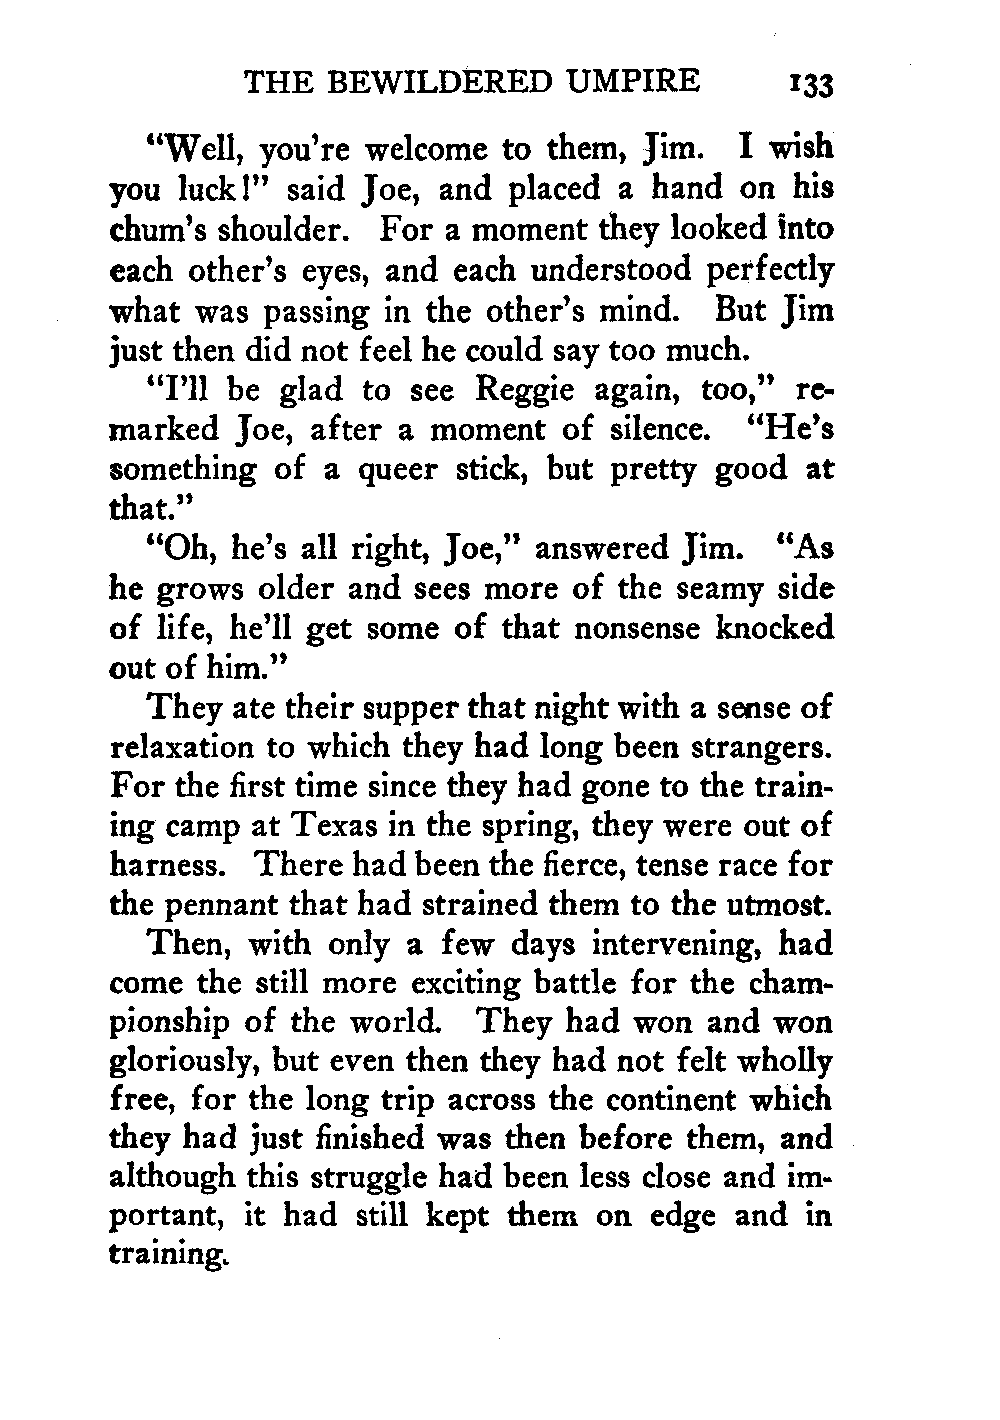 THE BEWILDERED UMPIRE 133
"Well, you're welcome to them, Jim. I wish
you luck!" said Joe, and placed a hand on his
chum's shoulder. For a moment they looked into
each other's eyes, and each understood perfectly
what was passing in the other's mind. But Jim
just then did not feel he could say too much.
"I'll be glad to see Reggie again, too," re-
marked Joe, after a moment of silence. "He's
something of a queer stick, but pretty good at
that."
"Oh, he's all right, Joe," answered Jim. "As
he grows older and sees more of the seamy side
of life, he'll get some of that nonsense knocked
out of him."
They ate their supper that night with a sense of
relaxation to which they had long been strangers.
For the first time since they had gone to the train-
ing camp at Texas in the spring, they were out of
harness. There had been the fierce, tense race for
the pennant that had strained them to the utmost.
Then, with only a few days intervening, had
come the still more exciting battle for the cham-
pionship of the world. They had won and won
gloriously, but even then they had not felt wholly
free, for the long trip across the continent which
they had just finished was then before them, and
although this struggle had been less close and im-
portant, it had still kept them on edge and in
training.